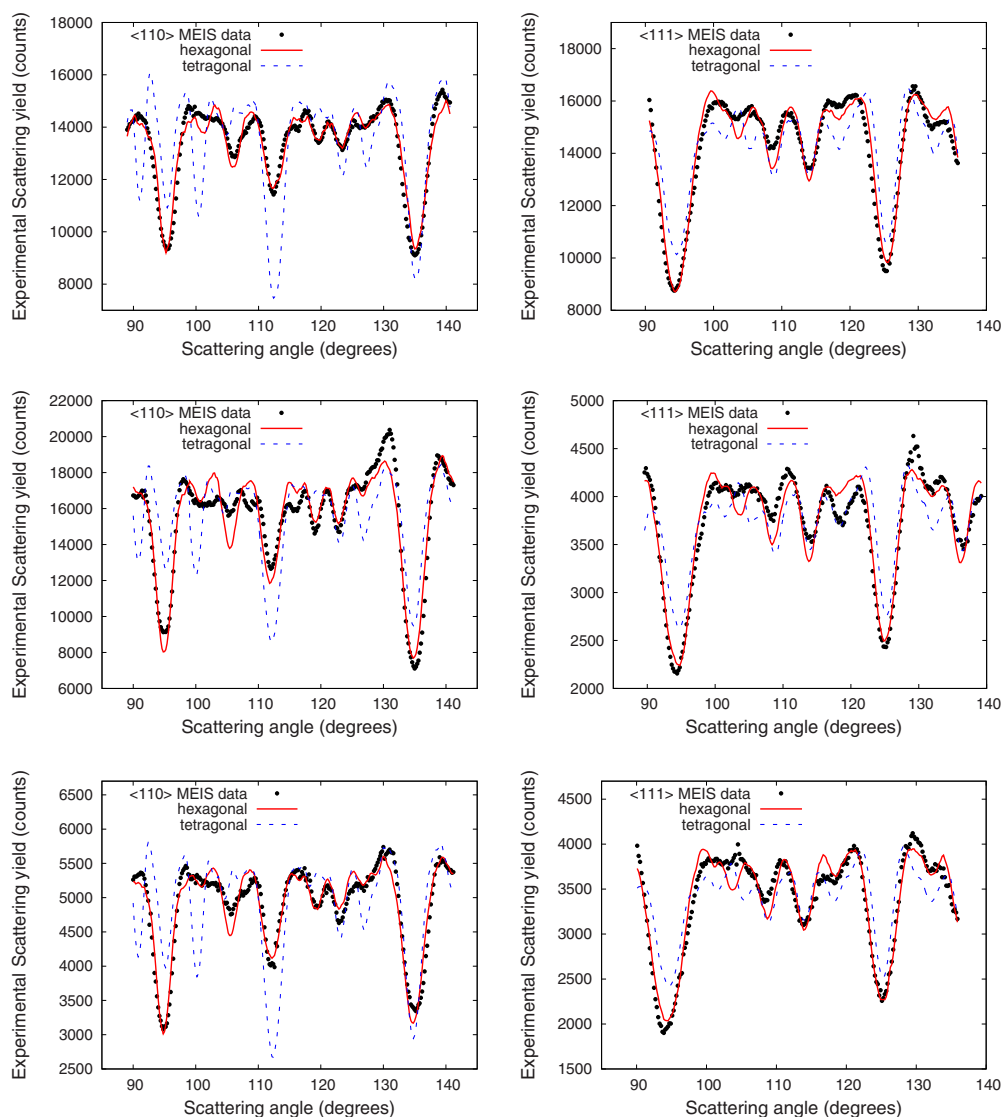 Experimental Scattering yield (counts)
18000
16000
14000
12000
10000
8000
<110> MEIS data
hexagonal
tetragonal
90 100 110 120 130 140
Scattering angle (degrees)
Experimental Scattering yield (counts)
18000
16000
14000
12000
10000
8000
<111> MEIS data
hexagonal
tetragonal
90 100 110 120 130 140
Scattering angle (degrees)
Experimental Scattering yield (counts)
22000
20000
18000
16000
14000
12000
10000
8000
6000
<110> MEIS data
hexagonal
tetragonal
90 100 110 120 130 140
Scattering angle (degrees)
Experimental Scattering yield (counts)
5000
4500
4000
3500
3000
2500
2000
<111> MEIS data
hexagonal
tetragonal
90 100 110 120 130 140
Scattering angle (degrees)
Experimental Scattering yield (counts)
6500
6000
5500
5000
4500
4000
3500
3000
2500
<110> MEIS data
hexagonal
tetragonal
90 100 110 120 130 140
Scattering angle (degrees)
Experimental Scattering yield (counts)
4500
4000
3500
3000
2500
2000
1500
<111> MEIS data
hexagonal
tetragonal
90 100 110 120 130 140
Scattering angle (degrees)